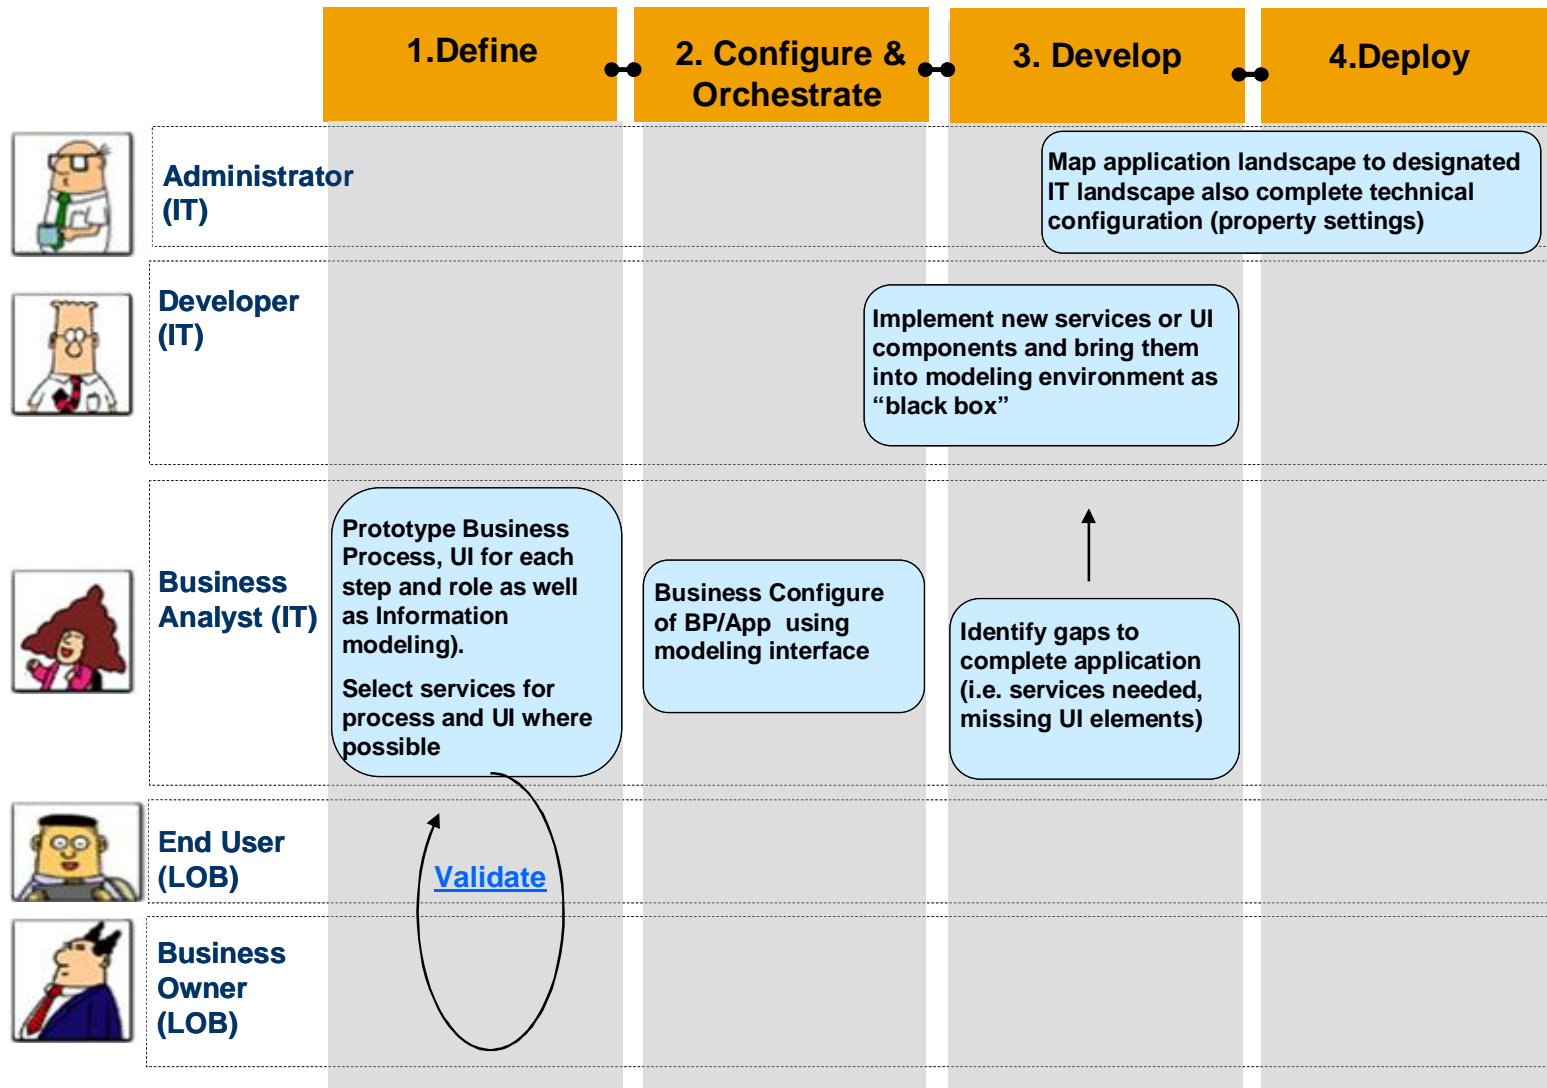 1.Define
2. Configure &
Orchestrate
3. Develop
4.Deploy
Administrator
(IT)
Map application landscape to designated
IT landscape also complete technical
configuration (property settings)
Developer
(IT)
Implement new services or UI
components and bring them
into modeling environment as
“black box”
Business
Analyst (IT)
Prototype Business
Process, UI for each
step and role as well
as Information
modeling).
Select services for
process and UI where
possible
Business Configure
of BP/App using
modeling interface
Identify gaps to
complete application
(i.e. services needed,
missing UI elements)
End User
(LOB)
Validate
Business
Owner
(LOB)